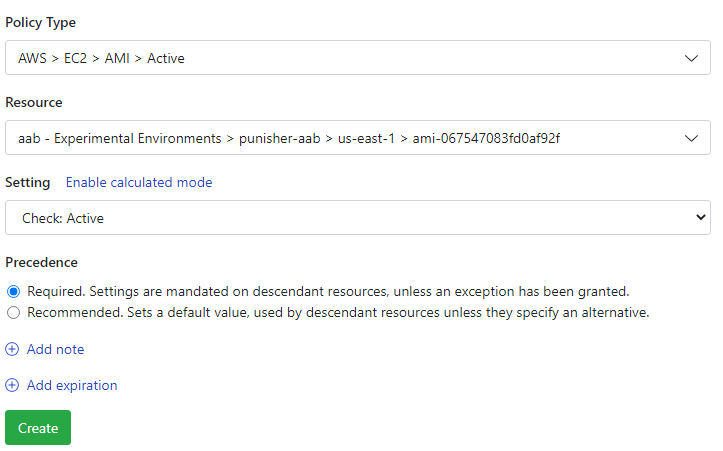 Policy Type
AWS > EC2 > AMI > Active
Resource
aab - Experimental Environments > punisher-aab > us-east-1 > ami-067547083fd0af92f
Setting Enable calculated mode
Check: Active
Precedence
Required. Settings are mandated on descendant resources, unless an exception has been granted.
Recommended. Sets a default value, used by descendant resources unless they specify an alternative.
Add note
Add expiration
Create